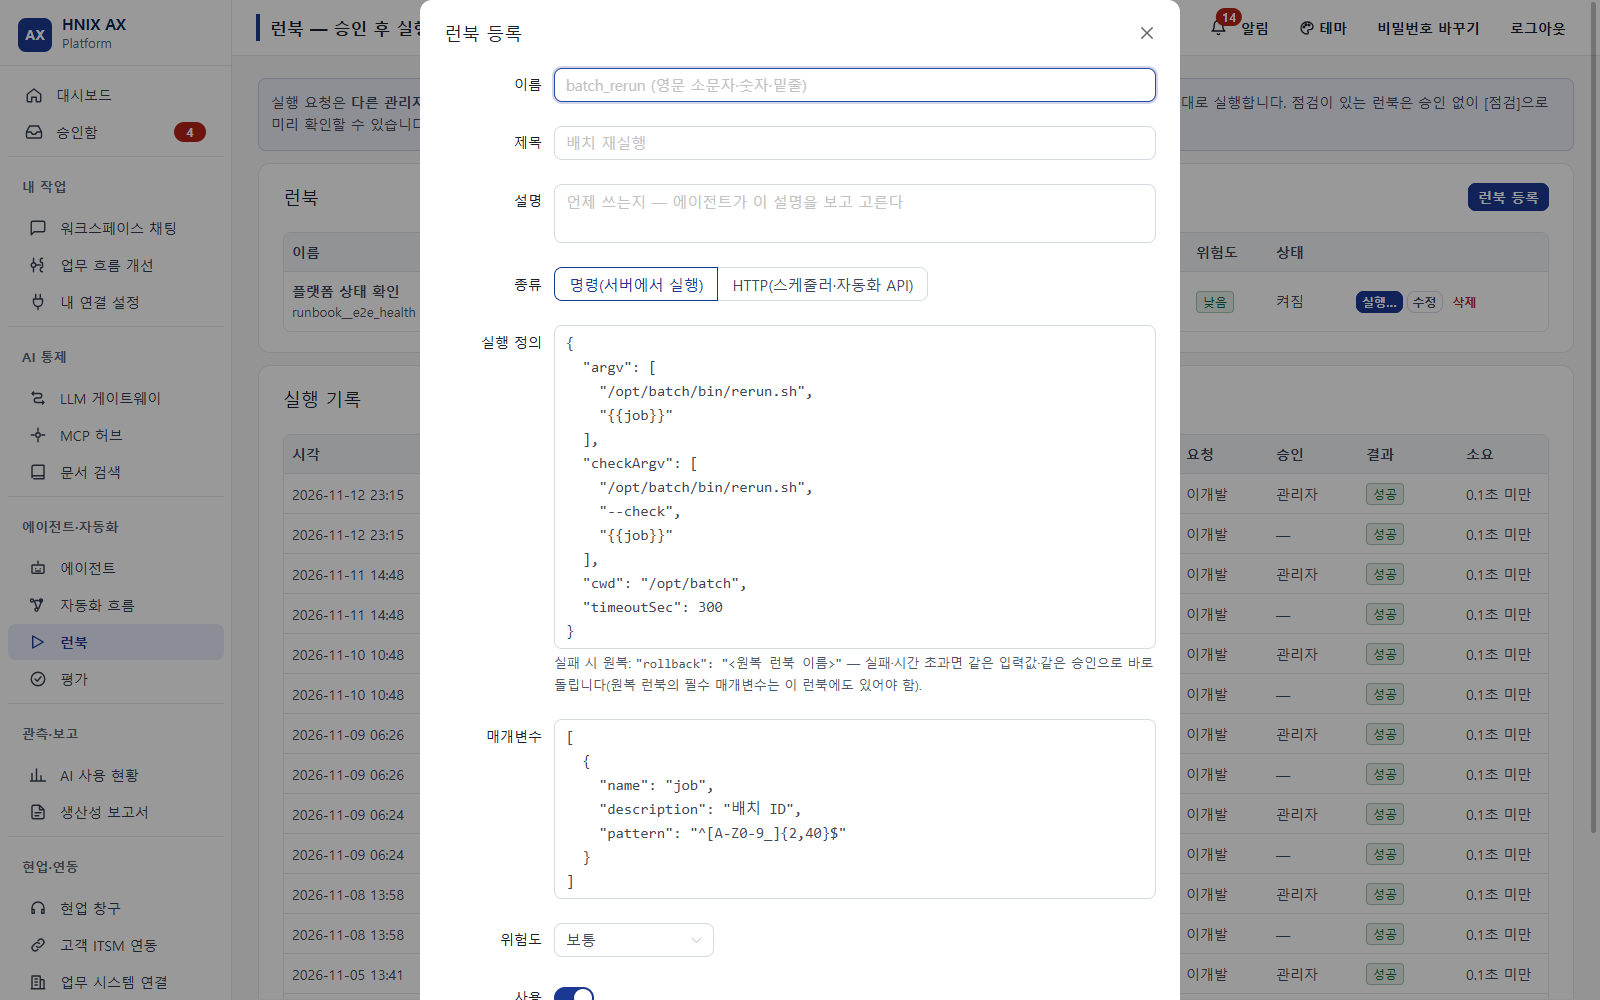 AX
HNIX AX
Platform
대시보드
승인함
4
내 작업
워크스페이스 채팅
업무 흐름 개선
내 연결 설정
AI 통제
LLM 게이트웨이
MCP 허브
문서 검색
에이전트·자동화
에이전트
자동화 흐름
런북
평가
관측·보고
AI 사용 현황
생산성 보고서
현업·연동
현업 창구
고객 ITSM 연동
업무 시스템 연결
런북 — 승인 후 실행
14
알림
테마
비밀번호 바꾸기
로그아웃
실행 요청은 다른 관리자
대로 실행합니다. 점검이 있는 런북은 승인 없이 [점검]으로
미리 확인할 수 있습니다
런북
런북 등록
이름
위험도
상태
플랫폼 상태 확인
runbook__e2e_health
낮음
켜짐
실행...
수정
삭제
실행 기록
시각
요청
승인
결과
소요
2026-11-12 23:15
이개발
관리자
성공
0.1초 미만
2026-11-12 23:15
이개발
—
성공
0.1초 미만
2026-11-11 14:48
이개발
관리자
성공
0.1초 미만
2026-11-11 14:48
이개발
—
성공
0.1초 미만
2026-11-10 10:48
이개발
관리자
성공
0.1초 미만
2026-11-10 10:48
이개발
—
성공
0.1초 미만
2026-11-09 06:26
이개발
관리자
성공
0.1초 미만
2026-11-09 06:26
이개발
—
성공
0.1초 미만
2026-11-09 06:24
이개발
관리자
성공
0.1초 미만
2026-11-09 06:24
이개발
—
성공
0.1초 미만
2026-11-08 13:58
이개발
관리자
성공
0.1초 미만
2026-11-08 13:58
이개발
—
성공
0.1초 미만
2026-11-05 13:41
이개발
관리자
성공
0.1초 미만
런북 등록
이름
batch_rerun (영문 소문자·숫자·밑줄)
제목
배치 재실행
설명
언제 쓰는지 — 에이전트가 이 설명을 보고 고른다
종류
명령(서버에서 실행)
HTTP(스케줄러·자동화 API)
실행 정의
{
"argv": [
"/opt/batch/bin/rerun.sh",
"{{job}}"
],
"checkArgv": [
"/opt/batch/bin/rerun.sh",
"--check",
"{{job}}"
],
"cwd": "/opt/batch",
"timeoutSec": 300
}
실패 시 원복: "rollback": "<원복 런북 이름>" — 실패·시간 초과면 같은 입력값·같은 승인으로 바로
돌립니다(원복 런북의 필수 매개변수는 이 런북에도 있어야 함).
매개변수
[
{
"name": "job",
"description": "배치 ID",
"pattern": "^[A-Z0-9_]{2,40}$"
}
]
위험도
보통
사용